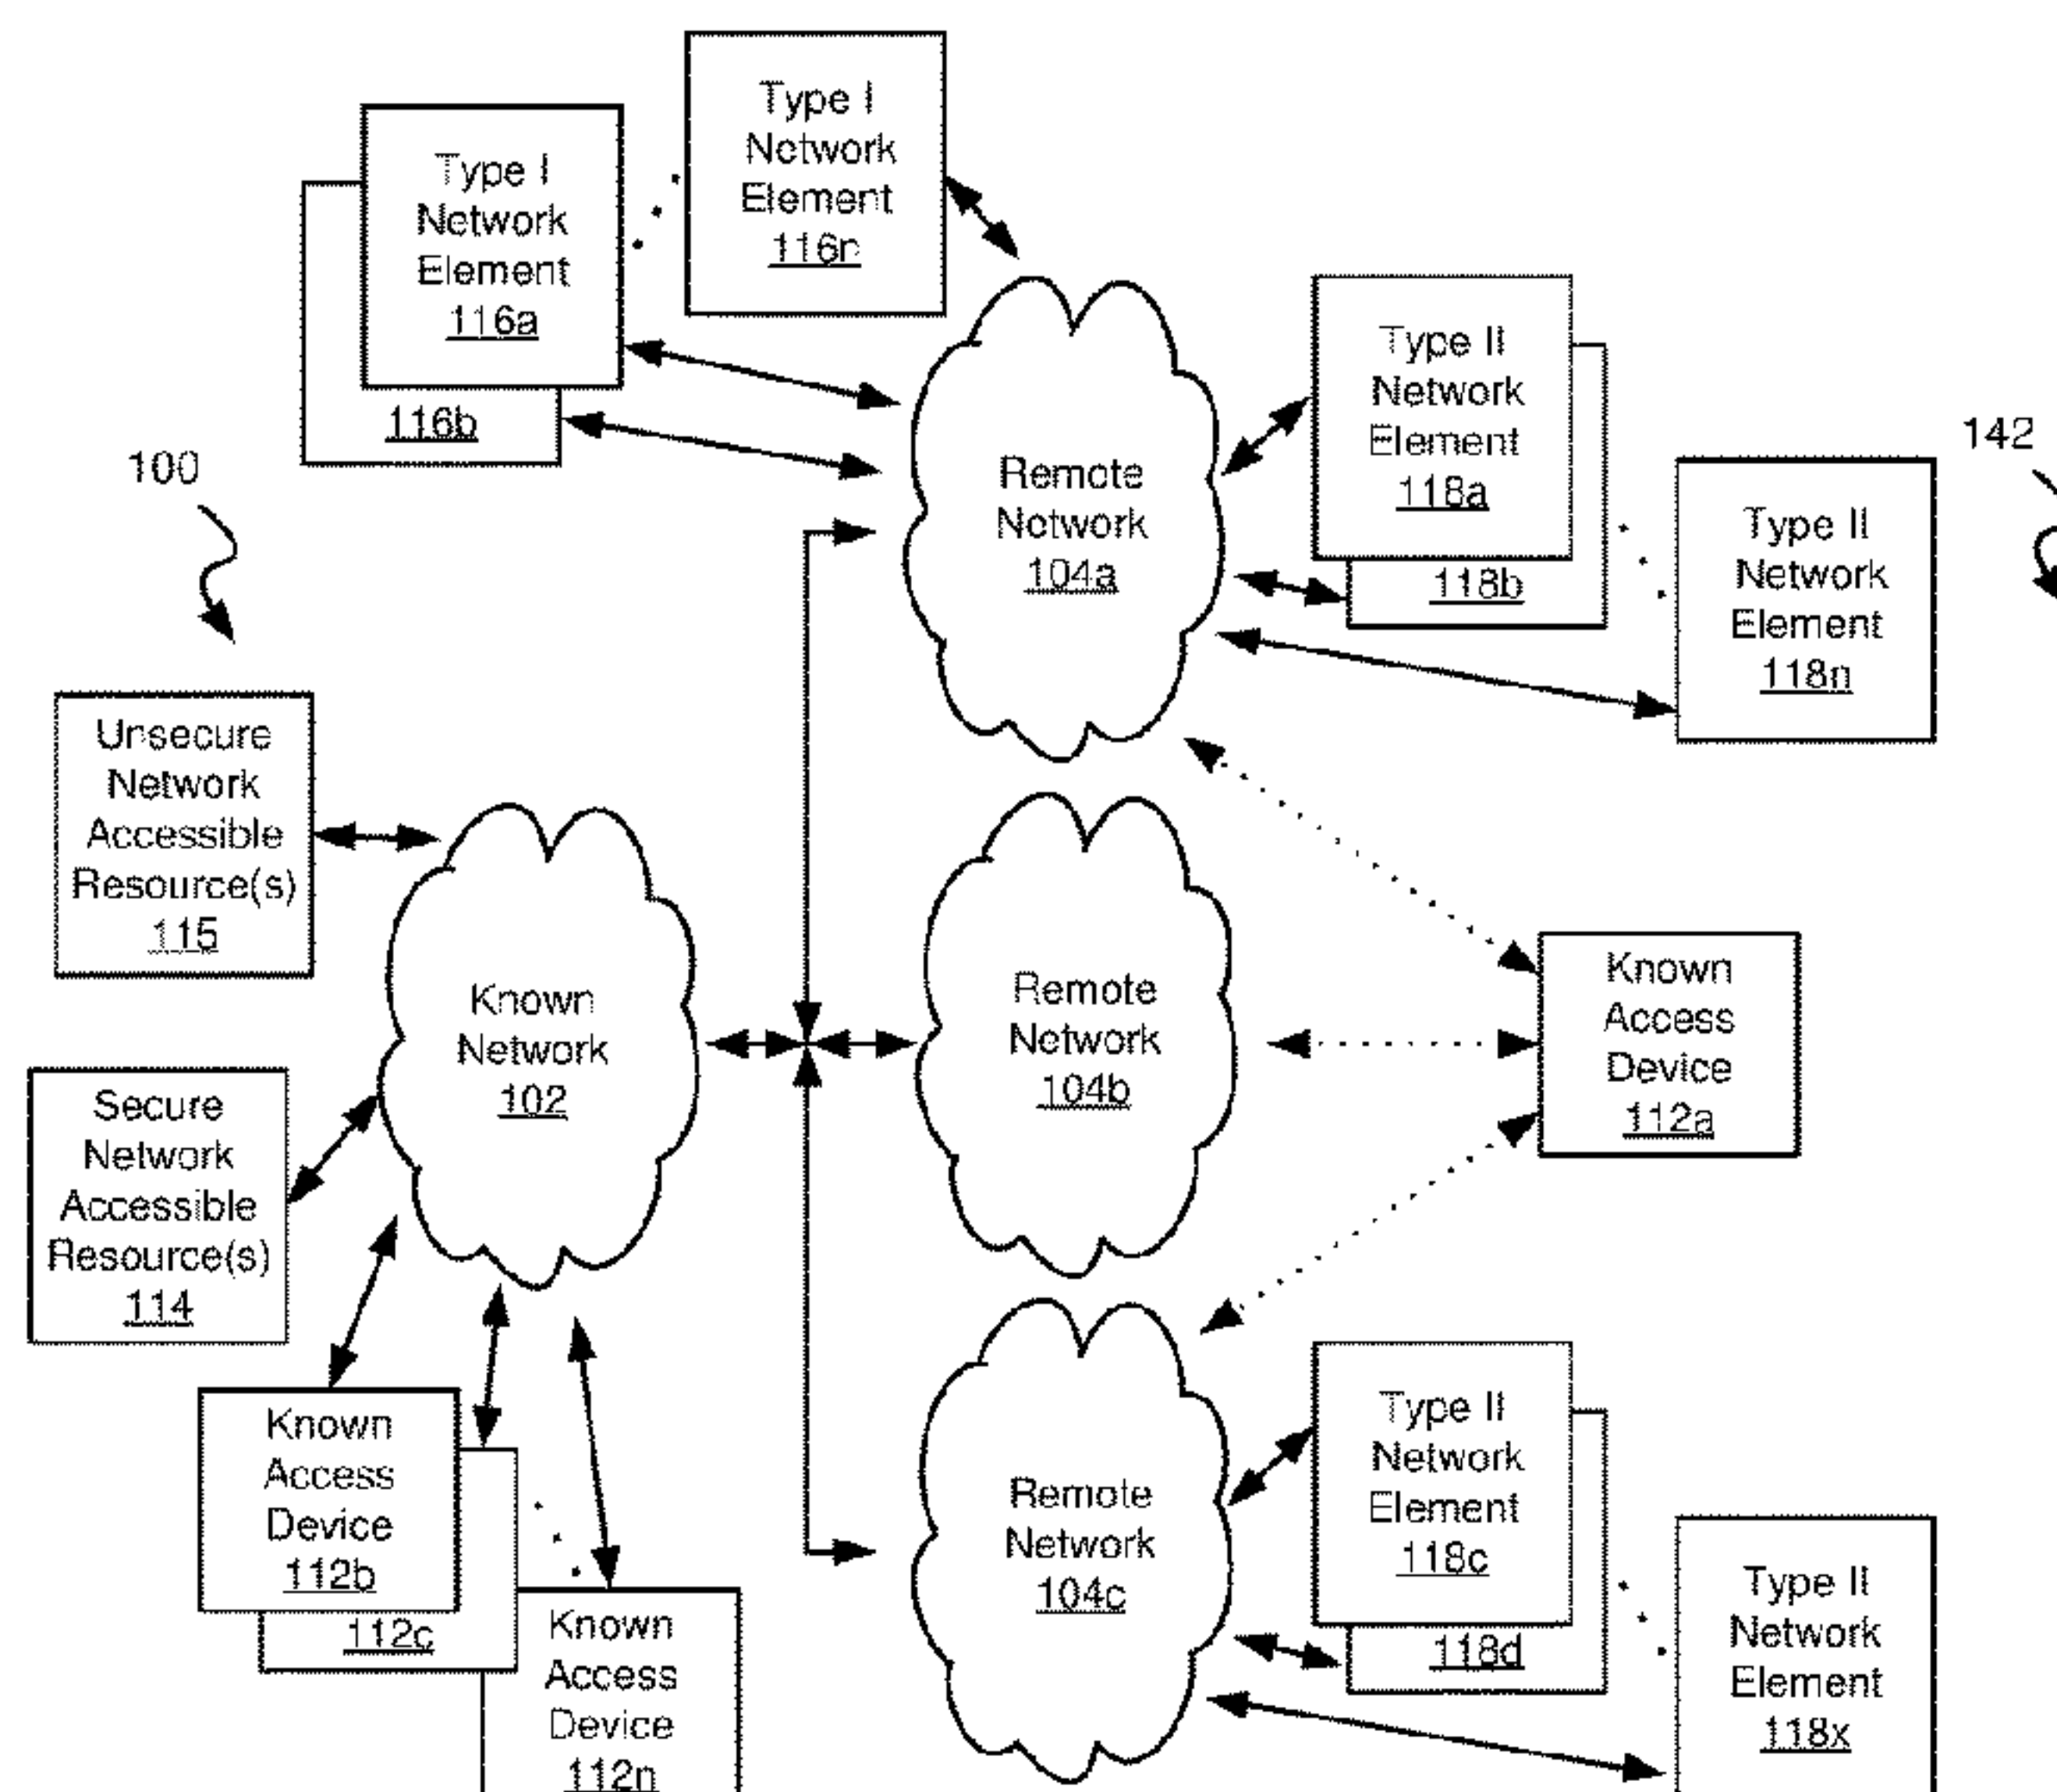 Type I
Network
Element
116n
Type I
Network
Element
116a
116b
Type II
Network
Element
118a
118b
Type II
Network
Element
118n
100
142
Remote
Network
104a
Unsecure
Network
Accessible
Resource(s)
115
Known
Network
102
Remote
Network
104b
Known
Access
Device
112a
Secure
Network
Accessible
Resource(s)
114
Known
Access
Device
112b
112c
Known
Access
Device
112n
Remote
Network
104c
Type II
Network
Element
118c
118d
Type II
Network
Element
118x